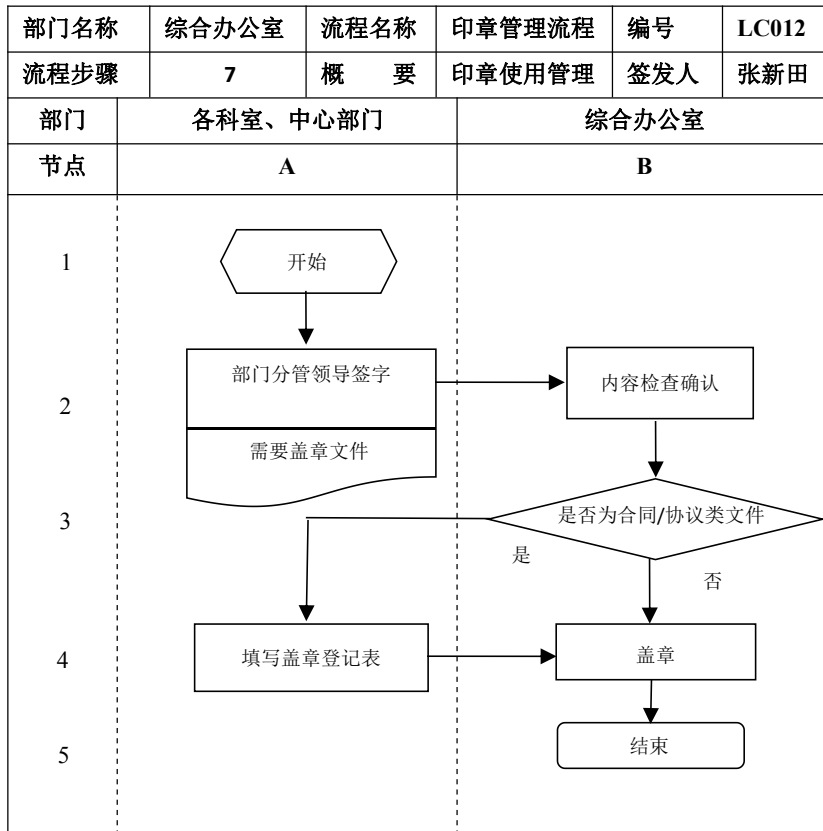 部门名称 综合办公室 流程名称 印章管理流程 编号 LC012
流程步骤 7 概 要 印章使用管理 签发人 张新田
部门 各科室、中心部门 综合办公室
节点 A B
1 开始
部门分管领导签字 内容检查确认
2
需要盖章文件
3 是否为合同/协议类文件
是
否
4 填写盖章登记表 盖章
5 结束